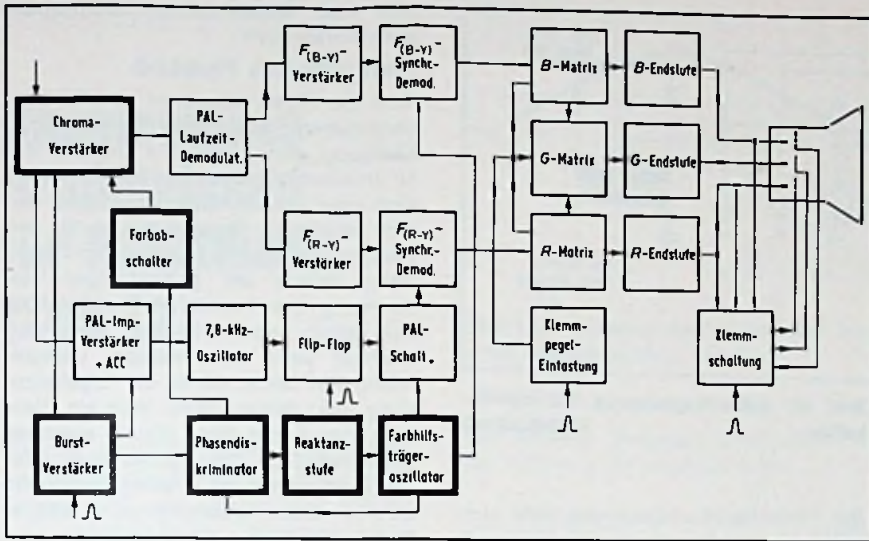 Chroma-
Verstärker
PAL-
Laufzeit-
Demodulat.
F(B-Y)-
Verstärker
F(B-Y)-
Synchr.-
Demod.
B-Matrix
B-Endstufe
G-Matrix
G-Endstufe
Farbab-
schalter
F(R-Y)-
Verstärker
F(R-Y)-
Synchr.-
Demod.
R-Matrix
R-Endstufe
PAL-Imp.-
Verstärker
+ ACC
7,8-kHz-
Oszillator
Flip-Flop
PAL-
Schalt.
Klemm-
pegel-
Eintastung
Klemm-
schaltung
Burst-
Verstärker
Phasendis-
kriminator
Reaktanz-
stufe
Farbhilfs-
träger-
oszillator